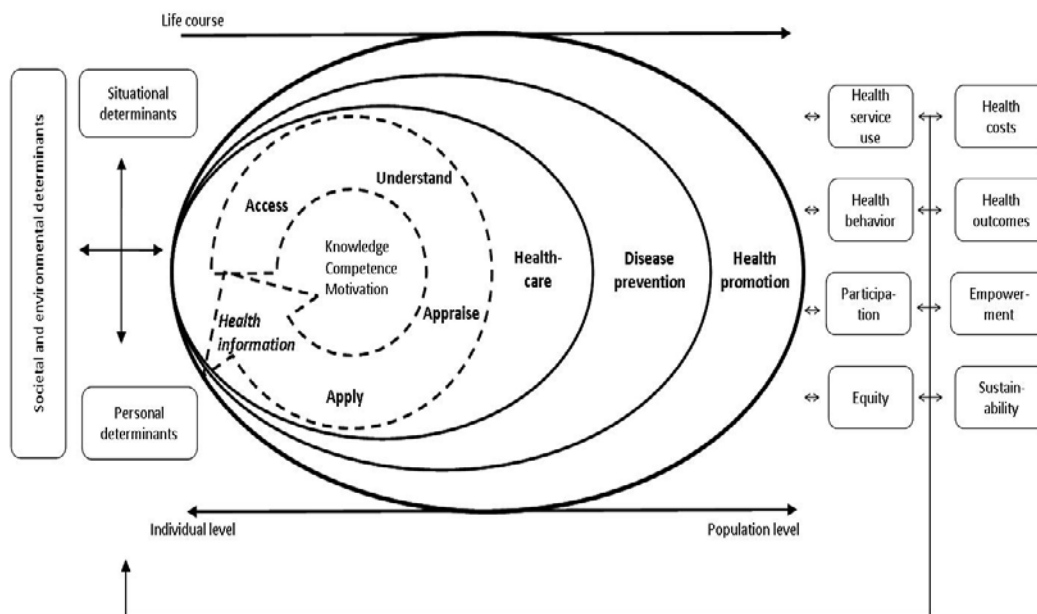 Life course
Societal and environmental determinants
Situational
determinants
Personal
determinants
Understand
Access
Knowledge
Competence
Motivation
Health
information
Appraise
Apply
Health-
care
Disease
prevention
Health
promotion
Health
service
use
Health
costs
Health
behavior
Health
outcomes
Participa-
tion
Empower-
ment
Equity
Sustain-
ability
Individual level
Population level